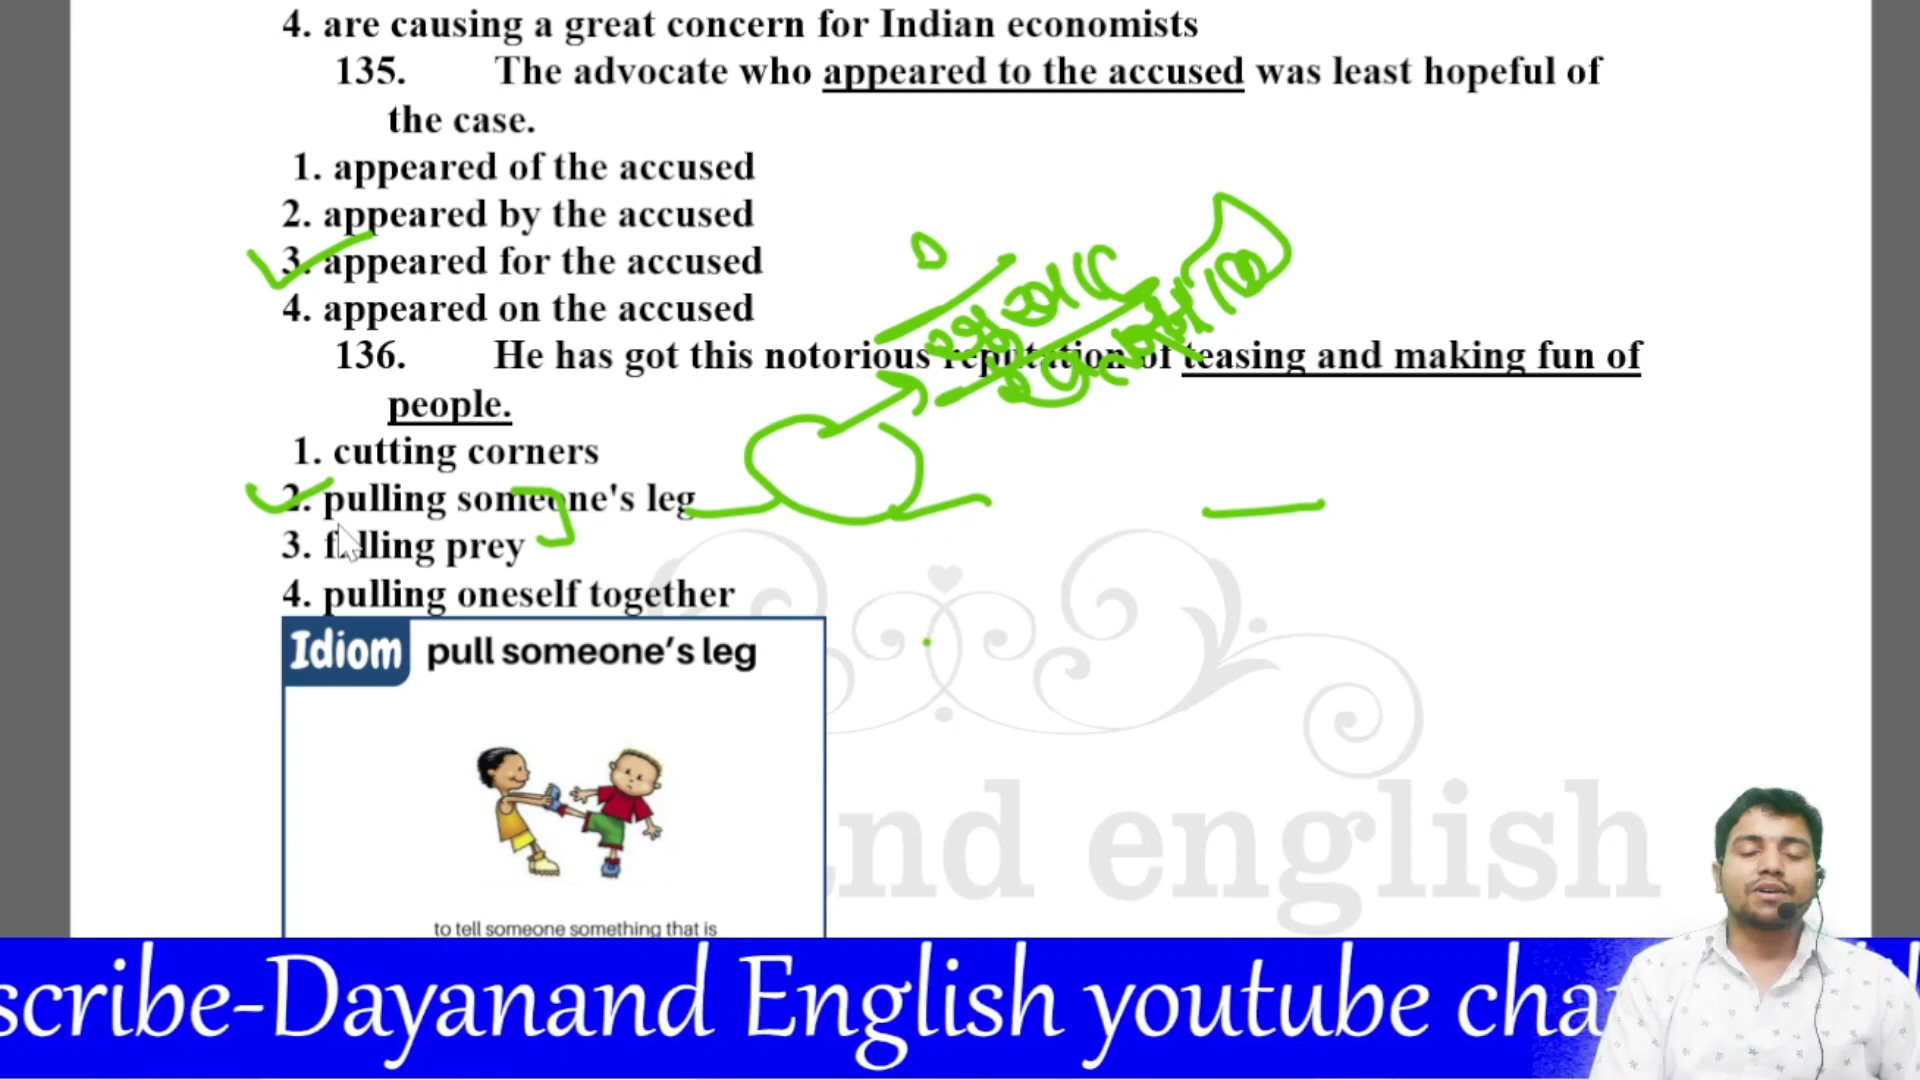 4. are causing a great concern for Indian economists
135. The advocate who appeared to the accused was least hopeful of
the case.
1. appeared of the accused
2. appeared by the accused
3. appeared for the accused
4. appeared on the accused
136. He has got this notorious reputation of teasing and making fun of
people.
1. cutting corners
2. pulling someone's leg
3. falling prey
4. pulling oneself together
Idiom pull someone's leg
to tell someone something that is
nd english
scribe-Dayanand English youtube cha